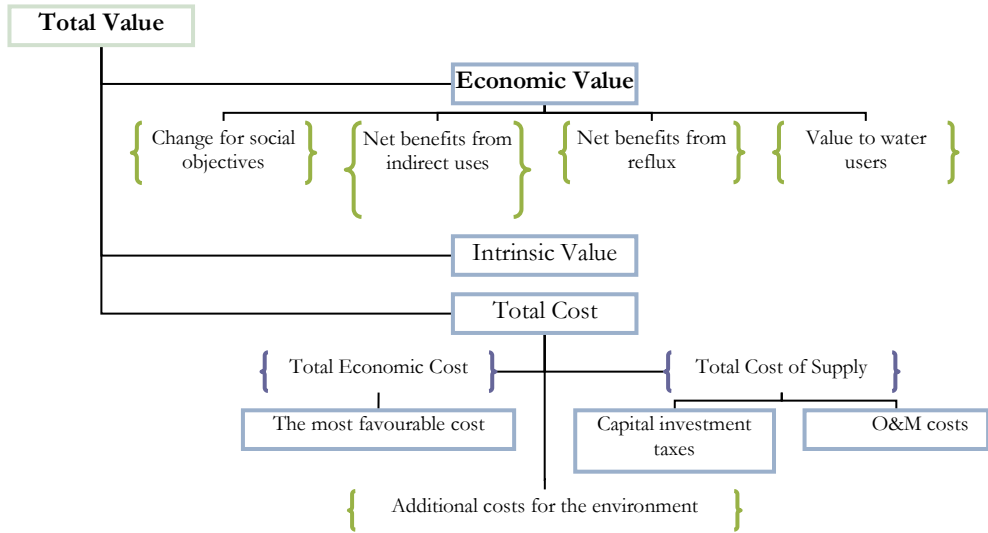 Total Value
Economic Value
Change for social
objectives
Net benefits from
indirect uses
Net benefits from
reflux
Value to water
users
Intrinsic Value
Total Cost
Total Economic Cost
Total Cost of Supply
The most favourable cost
Capital investment
taxes
O&M costs
Additional costs for the environment